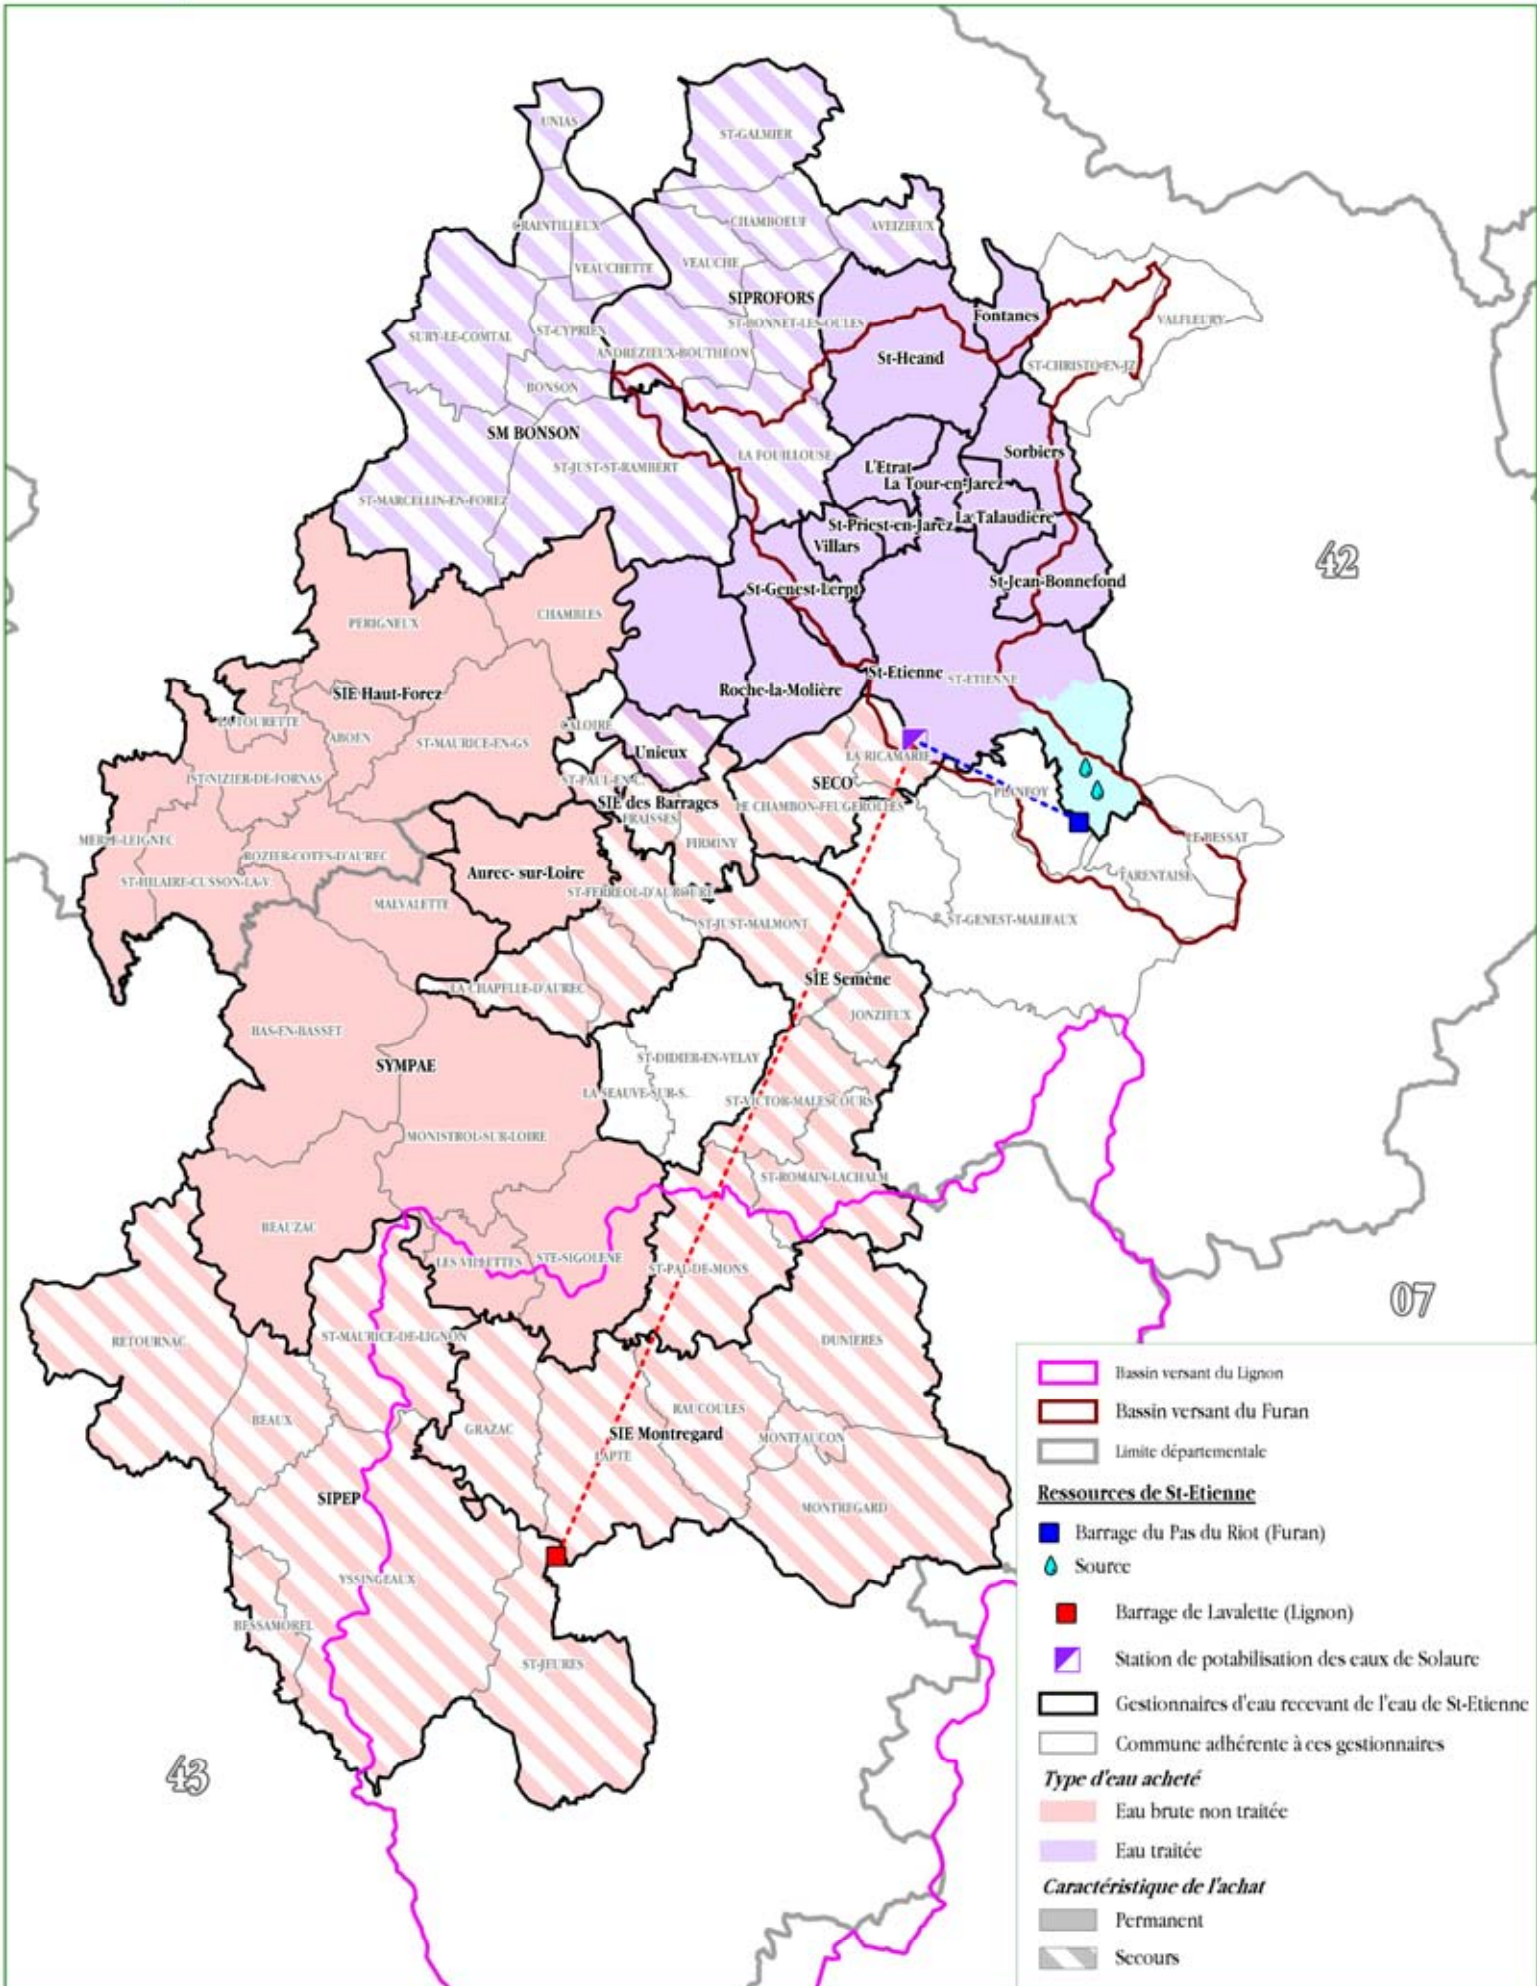 UNIAS
ST-GALMIER
CRAINTILLEUX
CHAMBOEUF
AVEIZIEUX
VEAUCHETTE
VEAUCHE
SIPROFORS
Fontanes
VALFLEURY
SURY-LE-COMTAL
ST-CYPRIEN
ST-BONNET-LES-OULES
ANDREZIEUX-BOUTHEON
St-Heand
ST-CHRISTO-EN-JZ
BONSON
SM BONSON
ST-JUST-ST-RAMBERT
LA FOUILLOUSE
L'Etrat
Sorbiers
La Tour-en-Jarez
ST-MARCELLIN-EN-FOREZ
St-Priest-en-Jarez
La Talaudière
Villars
42
St-Genest-Lerpt
St-Jean-Bonnefond
PERIGNEUX
CHAMBLES
St-Etienne
ST-ETIENNE
SIE Haut-Forez
Roche-la-Molière
LA TOURETTE
ABOEN
ST-MAURICE-EN-GS
CALOIRE
Unieux
LA RICAMARIE
ST-NIZIER-DE-FORNAS
ST-PAUL-EN-C.
SECO
PLANFOY
SIE des Barrages
LE CHAMBON-FEUGEROLLES
FRAISSES
MERLE-LEIGNEC
ROZIER-COTES-D'AUREC
FIRMINY
LE BESSAT
ST-HILAIRE-CUSSON-LA-V.
Aurec- sur-Loire
TARENTAISE
MALVALETTE
ST-FERREOL-D'AUROURE
ST-JUST-MALMONT
ST-GENEST-MALIFAUX
LA CHAPELLE-D'AUREC
SIE Semène
JONZIEUX
BAS-EN-BASSET
SYMPAE
ST-DIDIER-EN-VELAY
LA SEAUVE-SUR-S.
ST-VICTOR-MALESCOURS
MONISTROL-SUR-LOIRE
ST-ROMAIN-LACHALM
BEAUZAC
LES VILLETTES
STE-SIGOLENE
ST-PAL-DE-MONS
07
RETOURNAC
ST-MAURICE-DE-LIGNON
DUNIERES
BEAUX
GRAZAC
RAUCOULES
SIE Montregard
MONTFAUCON
LAPTE
SIPEP
MONTREGARD
YSSINGEAUX
BESSAMOREL
ST-JEURES
43
Bassin versant du Lignon
Bassin versant du Furan
Limite départementale
Ressources de St-Etienne
Barrage du Pas du Riot (Furan)
Source
Barrage de Lavalette (Lignon)
Station de potabilisation des eaux de Solaure
Gestionnaires d'eau recevant de l'eau de St-Etienne
Commune adhérente à ces gestionnaires
Type d'eau acheté
Eau brute non traitée
Eau traitée
Caractéristique de l'achat
Permanent
Secours